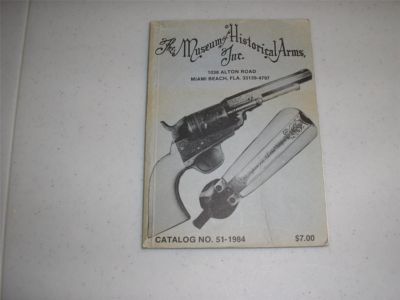 The Museum of Historical Arms,
Inc.
1038 ALTON ROAD
MIAMI BEACH, FLA. 33139-4797
CATALOG NO. 51-1984
$7.00